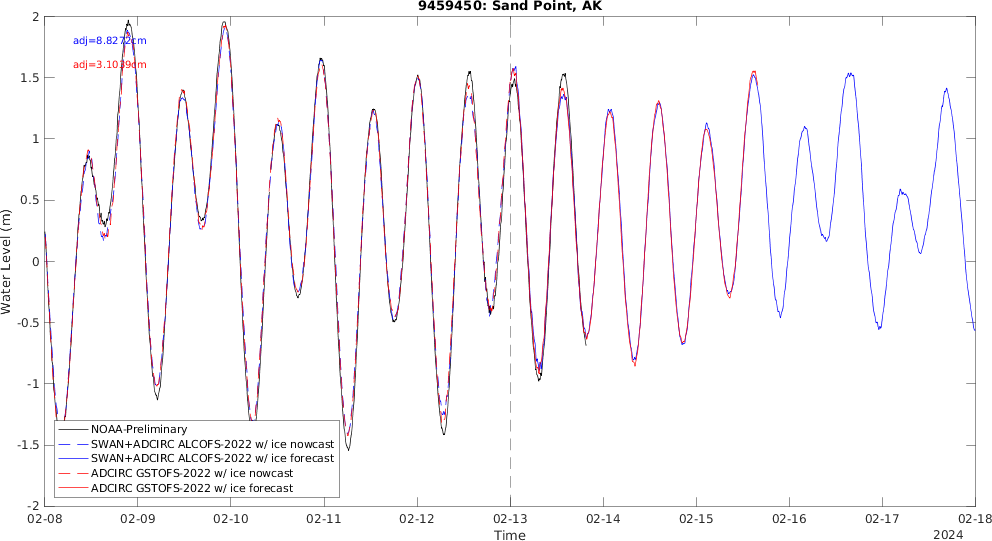 9459450: Sand Point, AK
adj=8.8272cm
adj=3.1039cm
2
1.5
1
0.5
0
-0.5
-1
-1.5
-2
Water Level (m)
NOAA-Preliminary
SWAN+ADCIRC ALCOFS-2022 w/ ice nowcast
SWAN+ADCIRC ALCOFS-2022 w/ ice forecast
ADCIRC GSTOFS-2022 w/ ice nowcast
ADCIRC GSTOFS-2022 w/ ice forecast
02-08 02-09 02-10 02-11 02-12 02-13 02-14 02-15 02-16 02-17 02-18
Time
2024